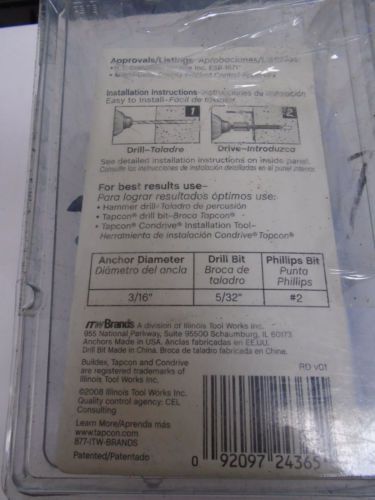 Approvals/Listings-Aprobaciones/
Inc. ESR-1671
Installation Instructions-Instrucciones de instalación
Easy to Install-Fácil de
1 2
Drill-Taladre Drive-Introduzca
See detailed installation instructions on inside panel.
Consulte las instrucciones de instalación detalladas en el panel interior.
For best results use-
Para lograr resultados óptimos use:
• Hammer drill-Taladro de percusión
• Tapcon® drill bit-Broca Tapcon®
• Tapcon® Condrive® Installation Tool-
Herramienta de instalación Condrive® Tapcon®
Anchor Diameter Drill Bit Phillips Bit
Diámetro del ancla Broca de Punta
taladro Phillips
3/16" 5/32" #2
ITW Brands A division of Illinois Tool Works Inc.
955 National Parkway, Suite 95500 Schaumburg, IL 60173
Anchors Made in USA. Anclas fabricadas en EE.UU.
Drill Bit Made in China. Broca de taladro fabricada en China.
Buildex, Tapcon and Condrive
are registered trademarks of
Illinois Tool Works Inc.
RD v01
©2008 Illinois Tool Works Inc.
Quality control agency: CEL
Consulting
Learn More/Aprenda más
www.tapcon.com
877-ITW-BRANDS
Patented/Patentado
0 92097 24365